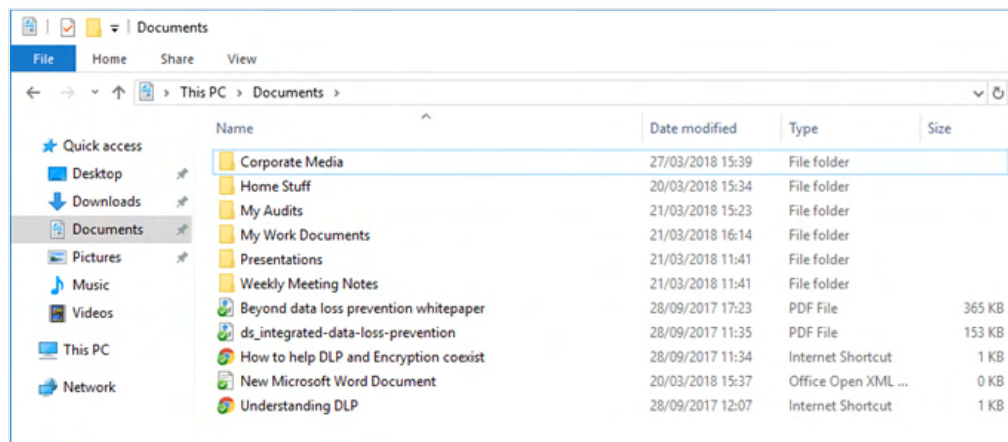 Documents
File Home Share View
This PC > Documents >
Name Date modified Type Size
Quick access
Desktop
Downloads
Documents
Pictures
Music
Videos
This PC
Network
Corporate Media 27/03/2018 15:39 File folder
Home Stuff 20/03/2018 15:34 File folder
My Audits 21/03/2018 15:23 File folder
My Work Documents 21/03/2018 16:14 File folder
Presentations 21/03/2018 11:41 File folder
Weekly Meeting Notes 21/03/2018 11:41 File folder
Beyond data loss prevention whitepaper 28/09/2017 17:23 PDF File 365 KB
ds_integrated-data-loss-prevention 28/09/2017 11:35 PDF File 153 KB
How to help DLP and Encryption coexist 28/09/2017 11:34 Internet Shortcut 1 KB
New Microsoft Word Document 20/03/2018 15:37 Office Open XML ... 0 KB
Understanding DLP 28/09/2017 12:07 Internet Shortcut 1 KB